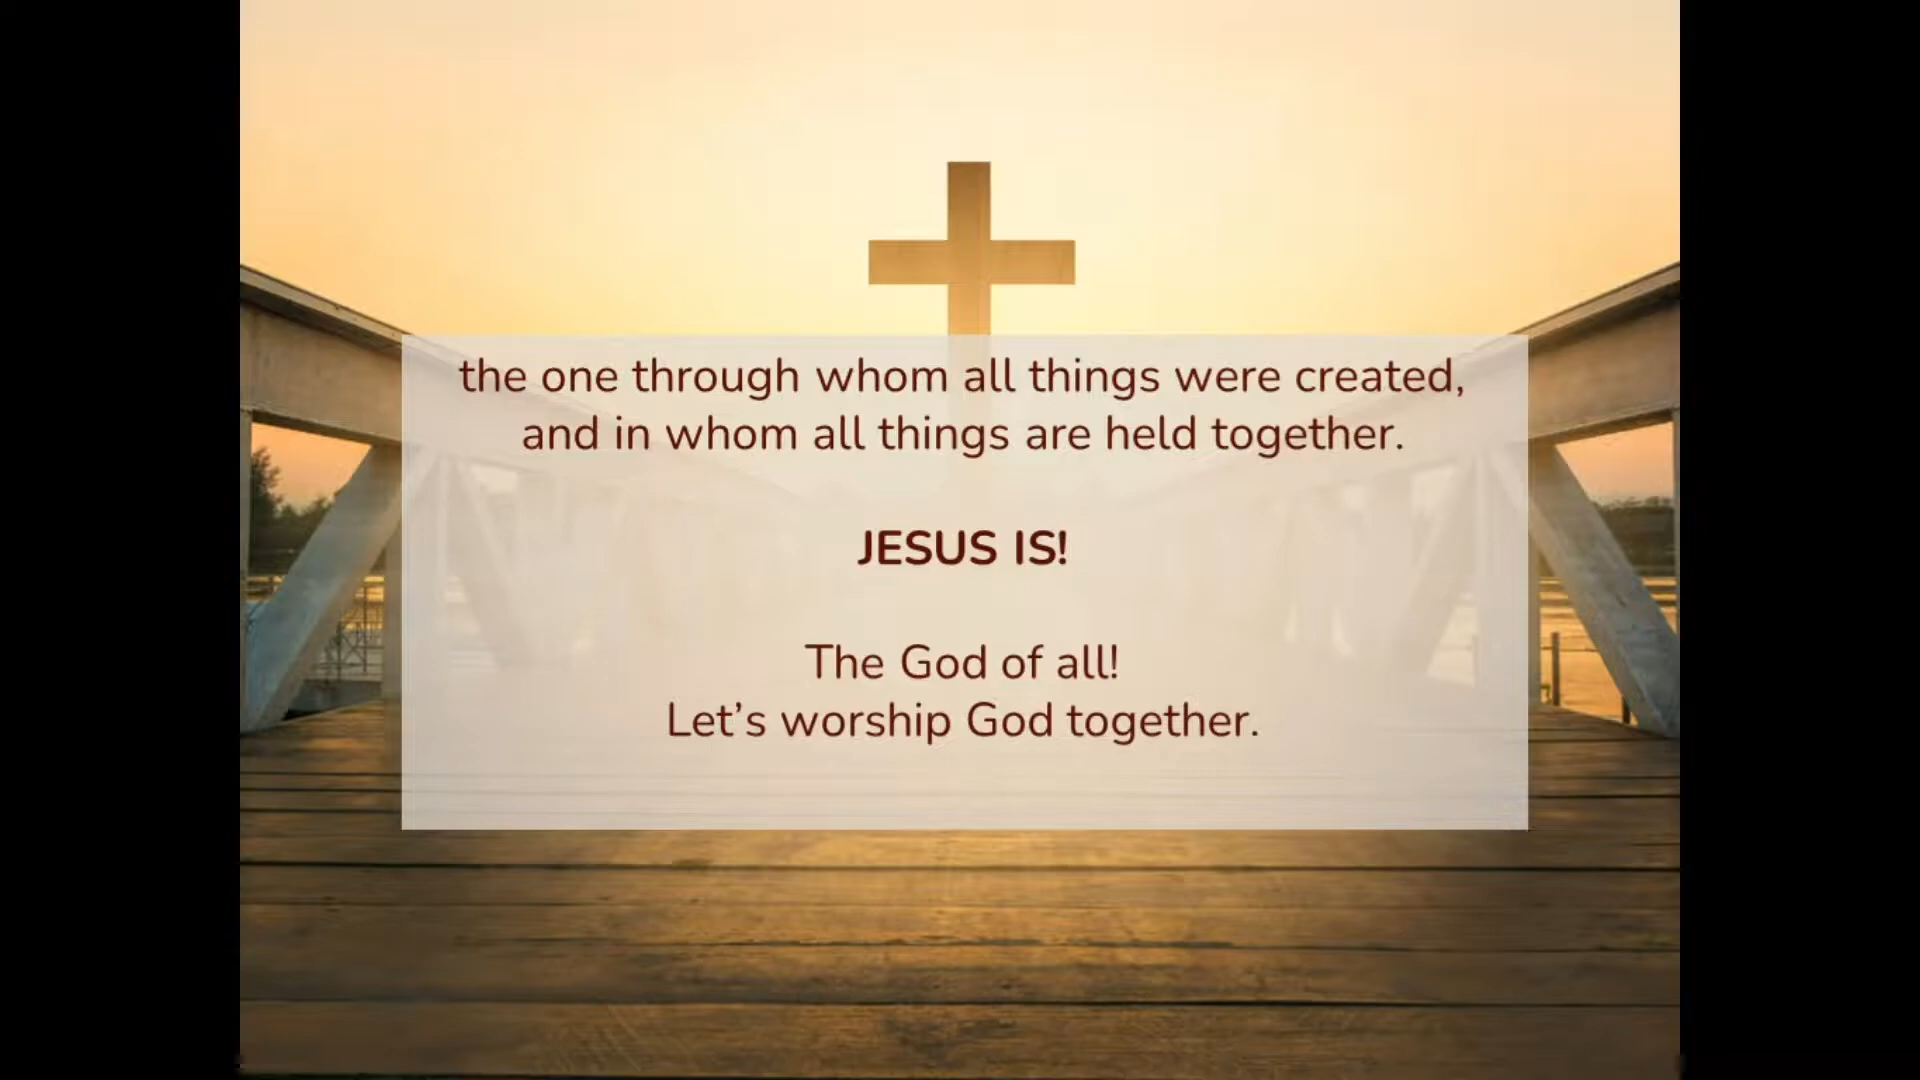 the one through whom all things were created,
and in whom all things are held together.
JESUS IS!
The God of all!
Let’s worship God together.